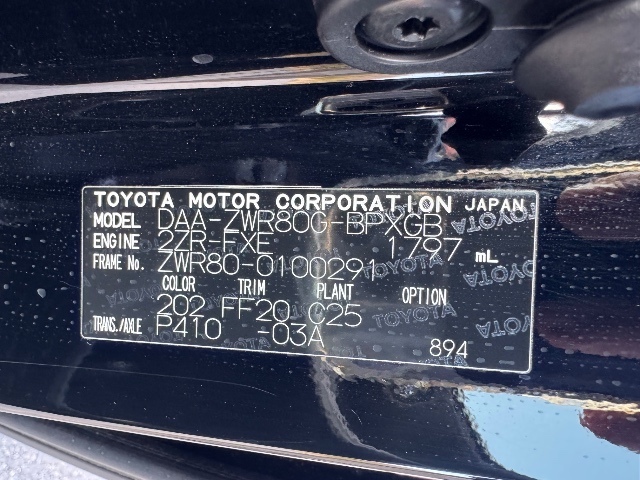 TOYOTA MOTOR CORPORATION JAPAN
MODEL DAA-ZWR80G-BPXGB
ENGINE 2ZR-FXE 1797 mL
FRAME No. ZWR80-0100291
COLOR TRIM PLANT OPTION
202 FF20 C25
TRANS./AXLE P410 -03A
894